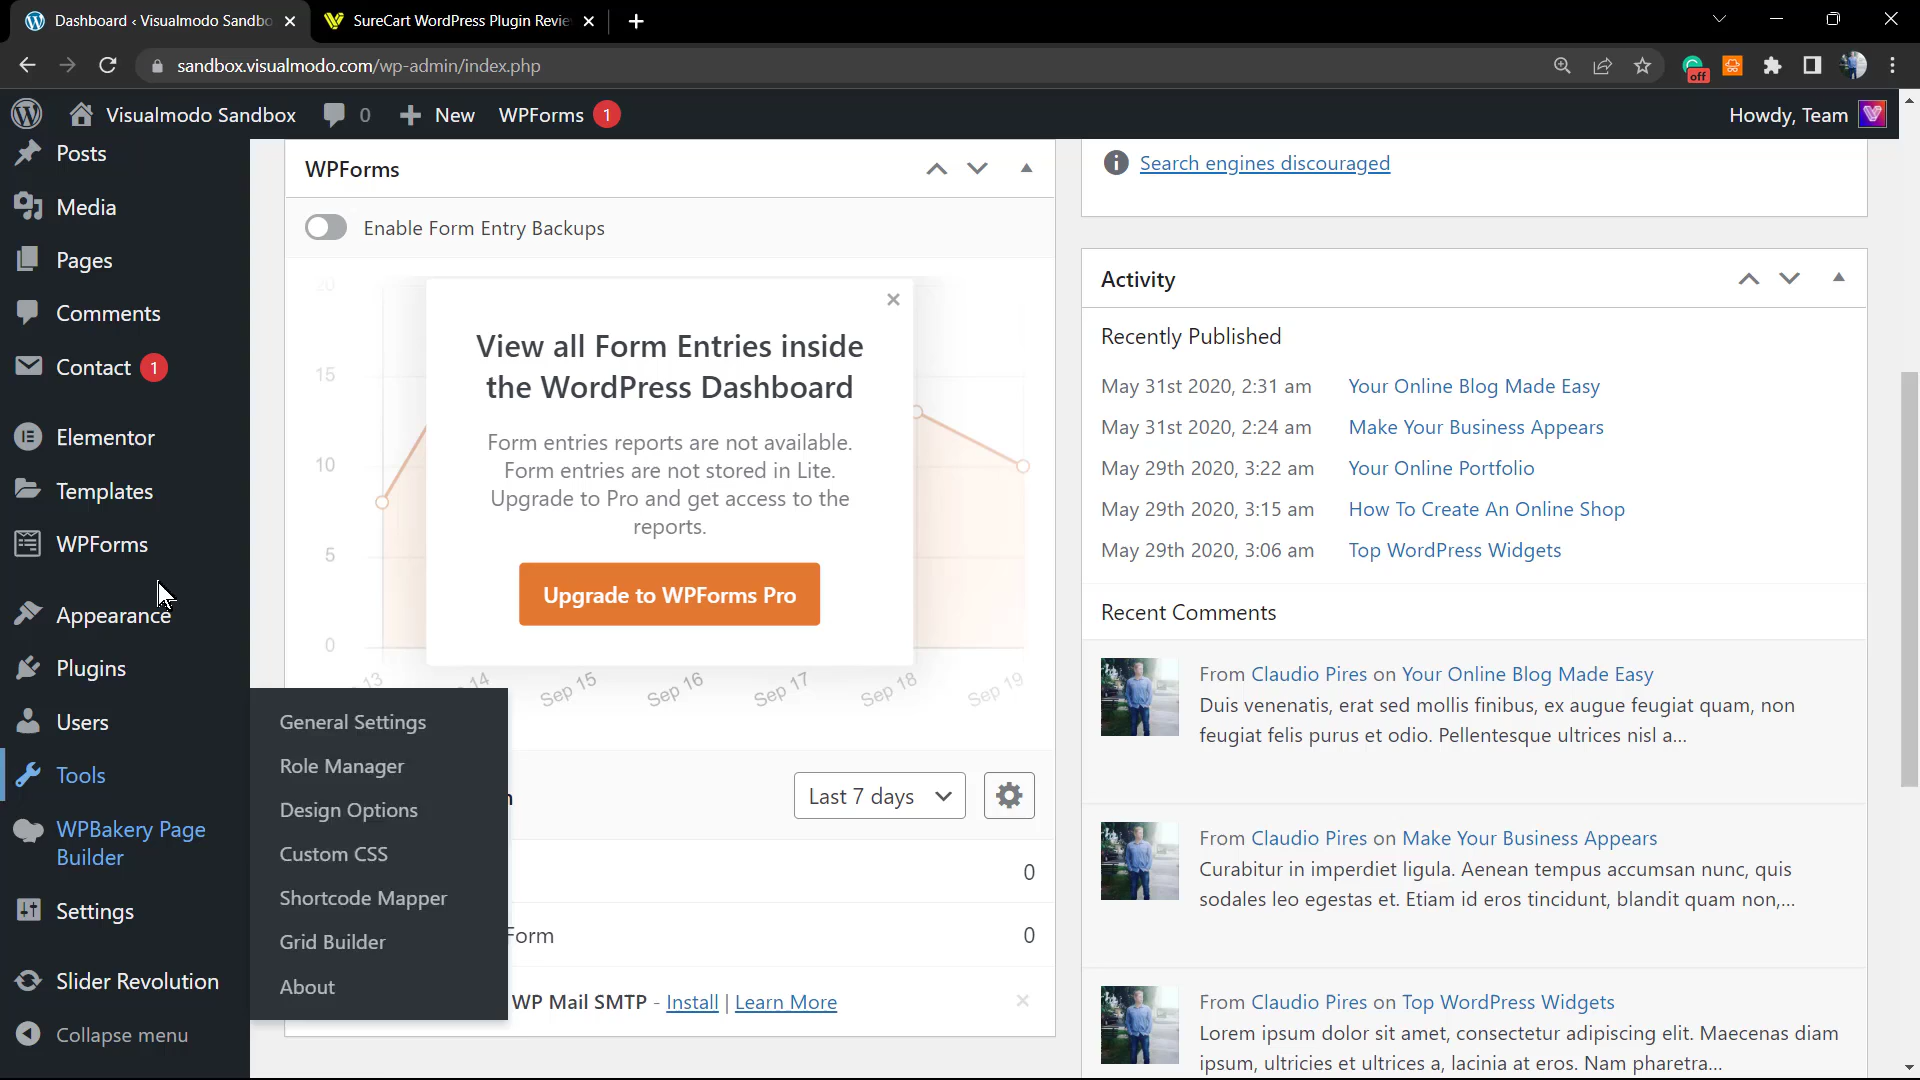 Dashboard ‹ Visualmodo Sandbo
SureCart WordPress Plugin Revie
sandbox.visualmodo.com/wp-admin/index.php
off
Visualmodo Sandbox
0
New
WPForms
1
Howdy, Team
Posts
Media
Pages
Comments
Contact
1
Elementor
Templates
WPForms
Appearance
Plugins
Users
Tools
WPBakery Page
Builder
Settings
Slider Revolution
Collapse menu
General Settings
Role Manager
Design Options
Custom CSS
Shortcode Mapper
Grid Builder
About
WPForms
Enable Form Entry Backups
20
15
10
5
0
View all Form Entries inside
the WordPress Dashboard
Form entries reports are not available.
Form entries are not stored in Lite.
Upgrade to Pro and get access to the
reports.
Upgrade to WPForms Pro
13
14
Sep 15
Sep 16
Sep 17
Sep 18
Sep 19
n
Last 7 days
0
Form
0
WP Mail SMTP - Install | Learn More
Search engines discouraged
Activity
Recently Published
May 31st 2020, 2:31 am Your Online Blog Made Easy
May 31st 2020, 2:24 am Make Your Business Appears
May 29th 2020, 3:22 am Your Online Portfolio
May 29th 2020, 3:15 am How To Create An Online Shop
May 29th 2020, 3:06 am Top WordPress Widgets
Recent Comments
From Claudio Pires on Your Online Blog Made Easy
Duis venenatis, erat sed mollis finibus, ex augue feugiat quam, non
feugiat felis purus et odio. Pellentesque ultrices nisl a...
From Claudio Pires on Make Your Business Appears
Curabitur in imperdiet ligula. Aenean tempus accumsan nunc, quis
sodales leo egestas et. Etiam id eros tincidunt, blandit quam non,...
From Claudio Pires on Top WordPress Widgets
Lorem ipsum dolor sit amet, consectetur adipiscing elit. Maecenas diam
ipsum, ultricies et ultrices a, lacinia at eros. Nam pharetra...